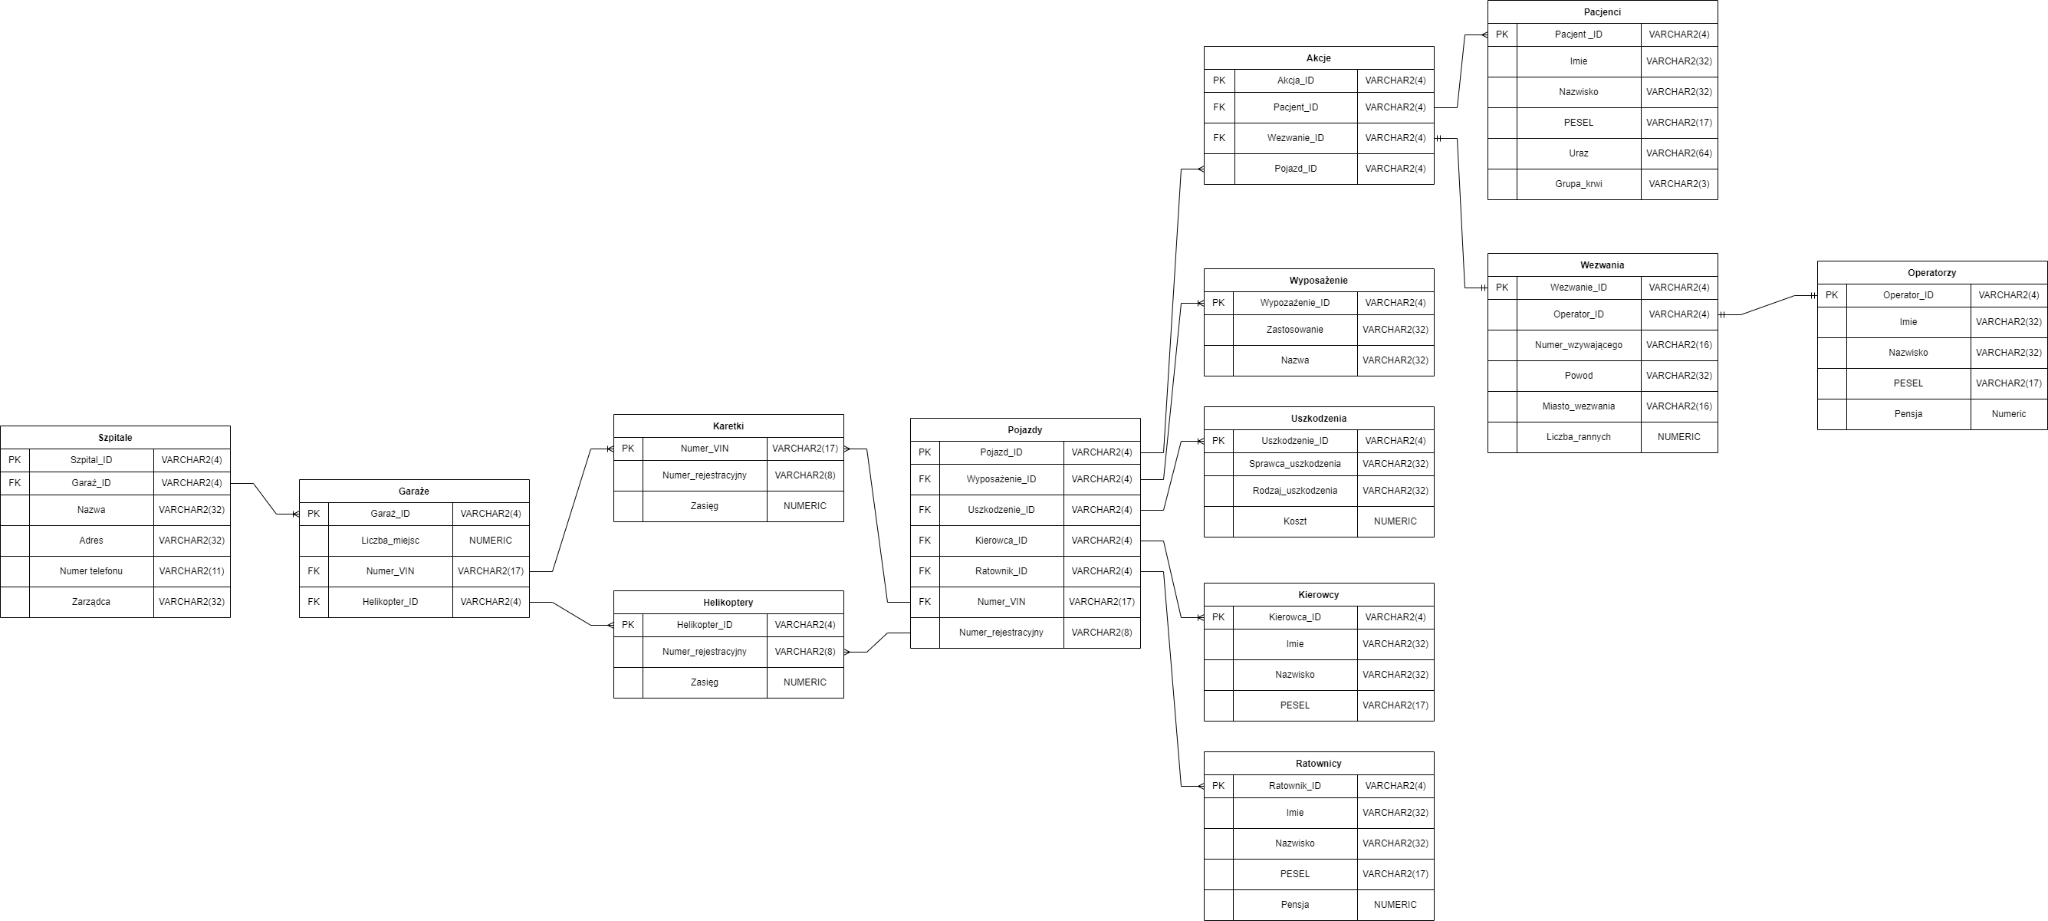 Szpitale
PK Szpital_ID VARCHAR2(4)
FK Garaż_ID VARCHAR2(4)
Nazwa VARCHAR2(32)
Adres VARCHAR2(32)
Numer telefonu VARCHAR2(11)
Zarządca VARCHAR2(32)
Garaże
PK Garaż_ID VARCHAR2(4)
Liczba_miejsc NUMERIC
FK Numer_VIN VARCHAR2(17)
FK Helikopter_ID VARCHAR2(4)
Karetki
PK Numer_VIN VARCHAR2(17)
Numer_rejestracyjny VARCHAR2(8)
Zasięg NUMERIC
Helikoptery
PK Helikopter_ID VARCHAR2(4)
Numer_rejestracyjny VARCHAR2(8)
Zasięg NUMERIC
Pojazdy
PK Pojazd_ID VARCHAR2(4)
FK Wyposażenie_ID VARCHAR2(4)
FK Uszkodzenie_ID VARCHAR2(4)
FK Kierowca_ID VARCHAR2(4)
FK Ratownik_ID VARCHAR2(4)
FK Numer_VIN VARCHAR2(17)
Numer_rejestracyjny VARCHAR2(8)
Akcje
PK Akcja_ID VARCHAR2(4)
FK Pacjent_ID VARCHAR2(4)
FK Wezwanie_ID VARCHAR2(4)
Pojazd_ID VARCHAR2(4)
Wyposażenie
PK Wypozażenie_ID VARCHAR2(4)
Zastosowanie VARCHAR2(32)
Nazwa VARCHAR2(32)
Uszkodzenia
PK Uszkodzenie_ID VARCHAR2(4)
Sprawca_uszkodzenia VARCHAR2(32)
Rodzaj_uszkodzenia VARCHAR2(32)
Koszt NUMERIC
Kierowcy
PK Kierowca_ID VARCHAR2(4)
Imie VARCHAR2(32)
Nazwisko VARCHAR2(32)
PESEL VARCHAR2(17)
Ratownicy
PK Ratownik_ID VARCHAR2(4)
Imie VARCHAR2(32)
Nazwisko VARCHAR2(32)
PESEL VARCHAR2(17)
Pensja NUMERIC
Pacjenci
PK Pacjent _ID VARCHAR2(4)
Imie VARCHAR2(32)
Nazwisko VARCHAR2(32)
PESEL VARCHAR2(17)
Uraz VARCHAR2(64)
Grupa_krwi VARCHAR2(3)
Wezwania
PK Wezwanie_ID VARCHAR2(4)
Operator_ID VARCHAR2(4)
Numer_wzywającego VARCHAR2(16)
Powod VARCHAR2(32)
Miasto_wezwania VARCHAR2(16)
Liczba_rannych NUMERIC
Operatorzy
PK Operator_ID VARCHAR2(4)
Imie VARCHAR2(32)
Nazwisko VARCHAR2(32)
PESEL VARCHAR2(17)
Pensja Numeric